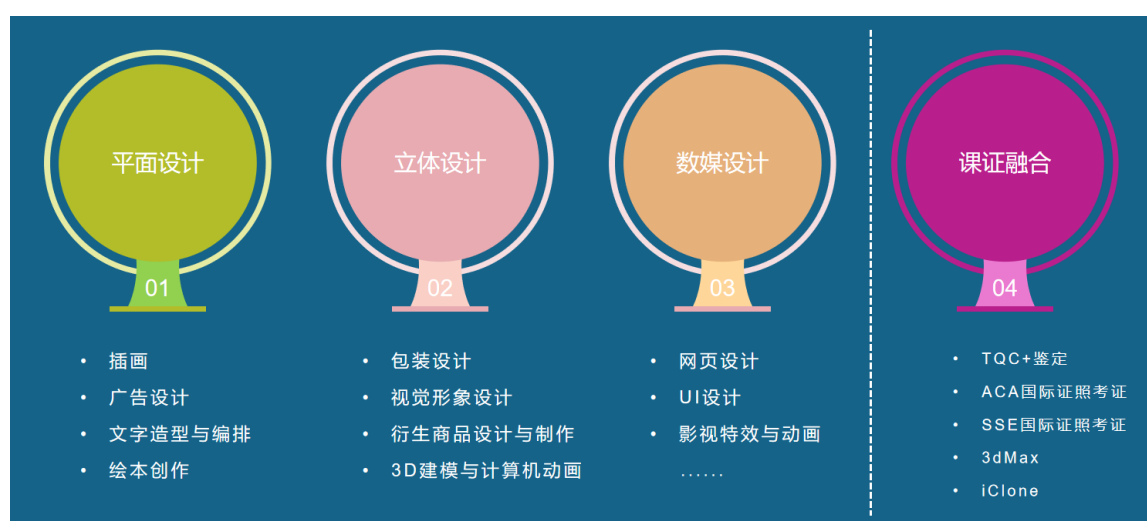 平面设计
01
• 插画
• 广告设计
• 文字造型与编排
• 绘本创作
立体设计
02
• 包装设计
• 视觉形象设计
• 衍生商品设计与制作
• 3D建模与计算机动画
数媒设计
03
• 网页设计
• UI设计
• 影视特效与动画
......
课证融合
04
• TQC+鉴定
• ACA国际证照考证
• SSE国际证照考证
• 3dMax
• iClone